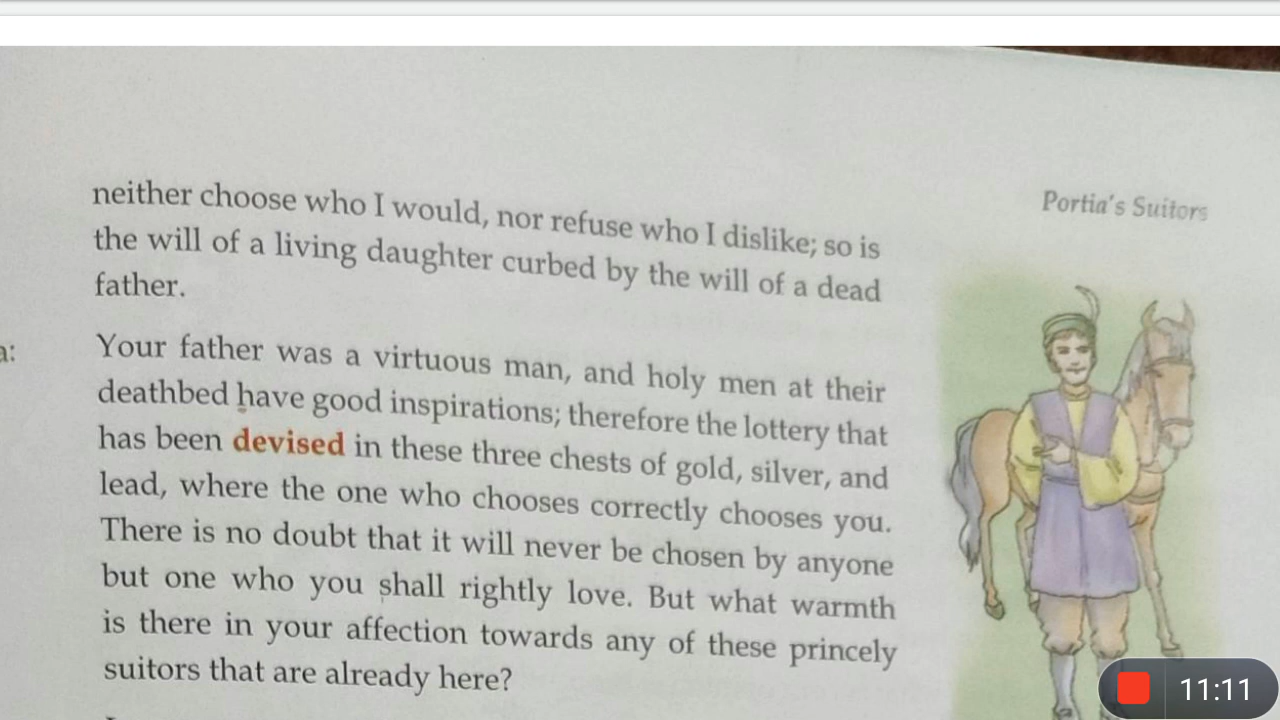 Portia's Suitors
neither choose who I would, nor refuse who I dislike; so is
the will of a living daughter curbed by the will of a dead
father.
a:
Your father was a virtuous man, and holy men at their
deathbed have good inspirations; therefore the lottery that
has been devised in these three chests of gold, silver, and
lead, where the one who chooses correctly chooses you.
There is no doubt that it will never be chosen by anyone
but one who you shall rightly love. But what warmth
is there in your affection towards any of these princely
suitors that are already here?
11:11